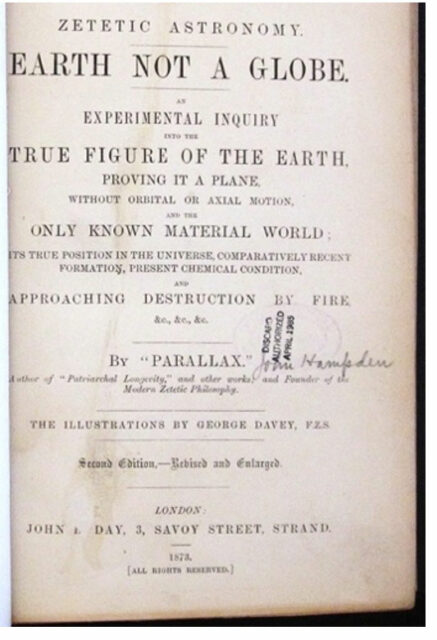 ZETETIC ASTRONOMY.
EARTH NOT A GLOBE.
AN
EXPERIMENTAL INQUIRY
INTO THE
TRUE FIGURE OF THE EARTH,
PROVING IT A PLANE,
WITHOUT ORBITAL OR AXIAL MOTION,
AND THE
ONLY KNOWN MATERIAL WORLD;
ITS TRUE POSITION IN THE UNIVERSE, COMPARATIVELY RECENT
FORMATION, PRESENT CHEMICAL CONDITION,
AND
APPROACHING DESTRUCTION BY FIRE,
&c., &c., &c.
BY "PARALLAX."
John Hampden
DISCARD
AUTHORIZED
APRIL 1985
Author of "Patriarchal Longevity," and other works; and Founder of the
Modern Zetetic Philosophy.
THE ILLUSTRATIONS BY GEORGE DAVEY, F.Z.S.
Second Edition,—Revised and Enlarged.
LONDON:
JOHN B. DAY, 3, SAVOY STREET, STRAND.
1873.
[ALL RIGHTS RESERVED.]